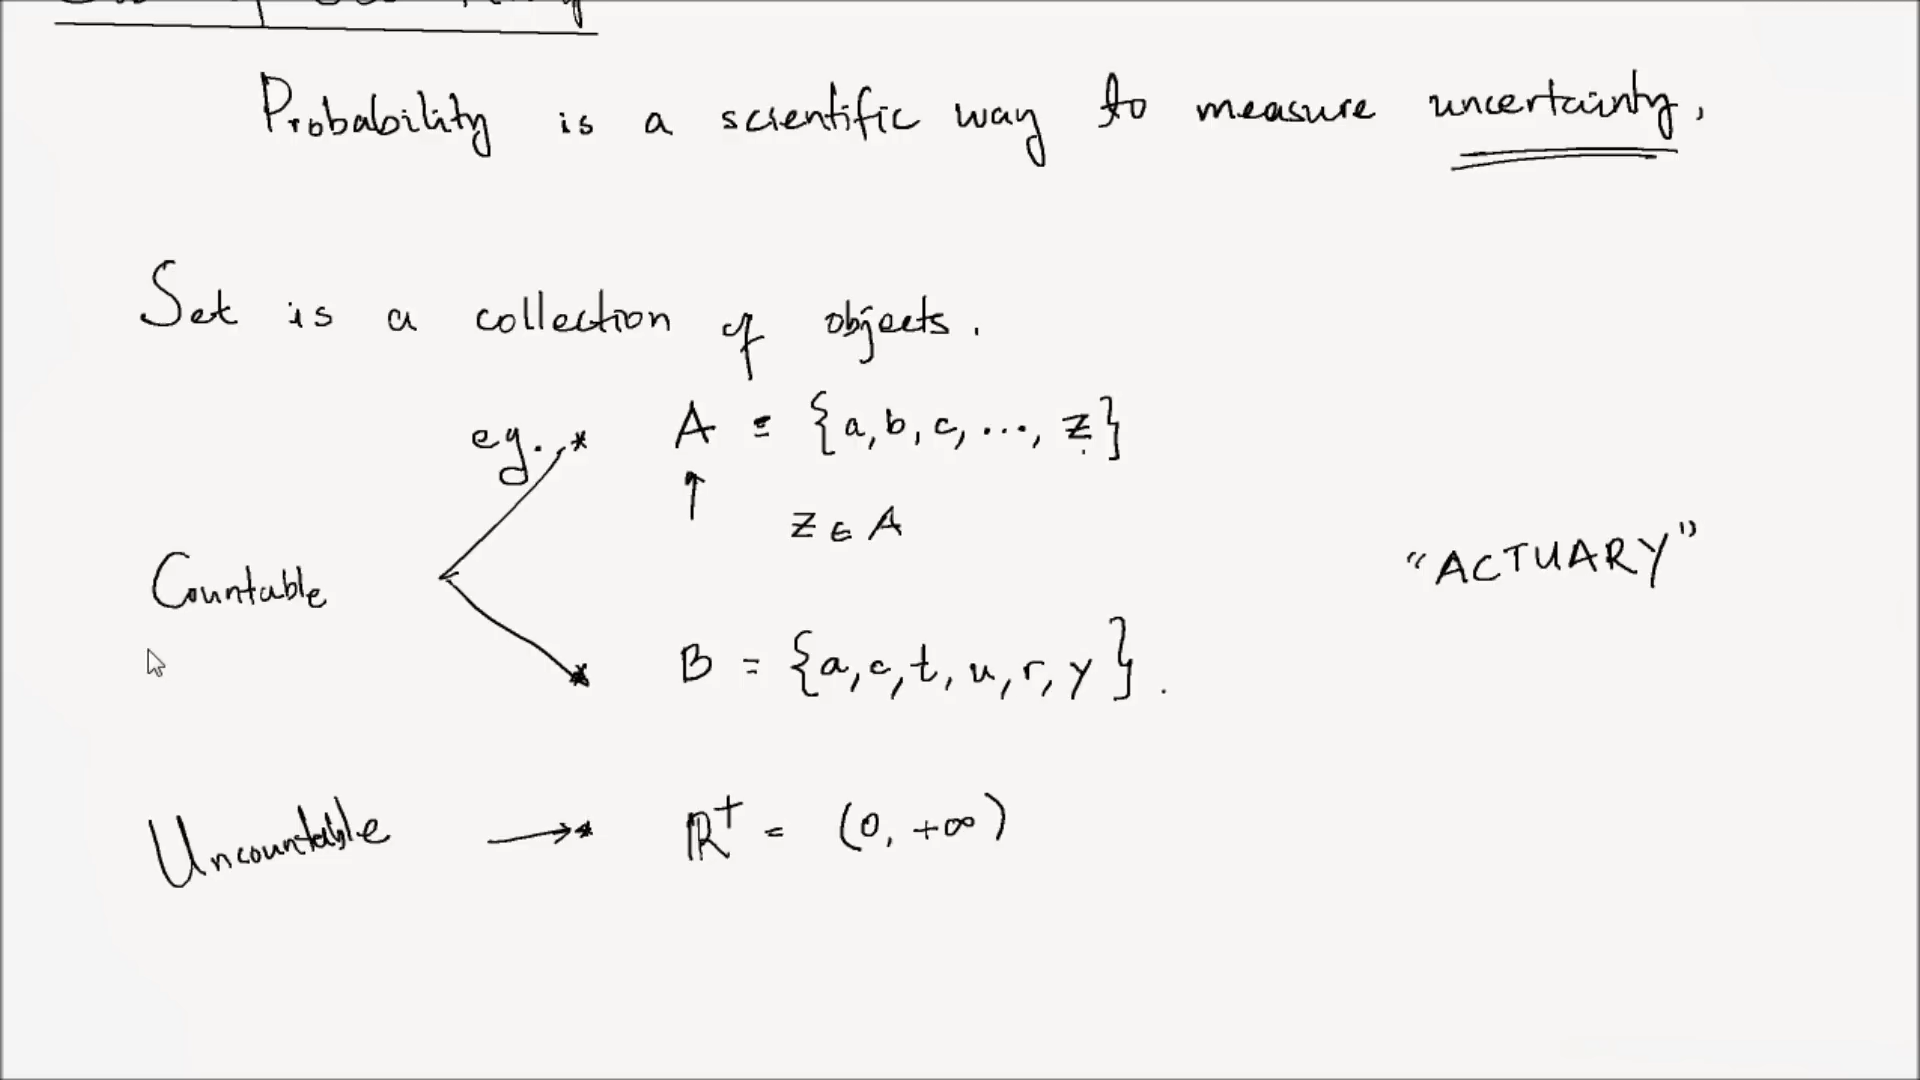 Probability is a scientific way to measure uncertainty.
Set is a collection of objects.
eg. * A = {a, b, c, ..., z}
↑ z ∈ A
Countable
"ACTUARY"
* B = {a, c, t, u, r, y}.
Uncountable → * ℝ⁺ = (0, +∞)